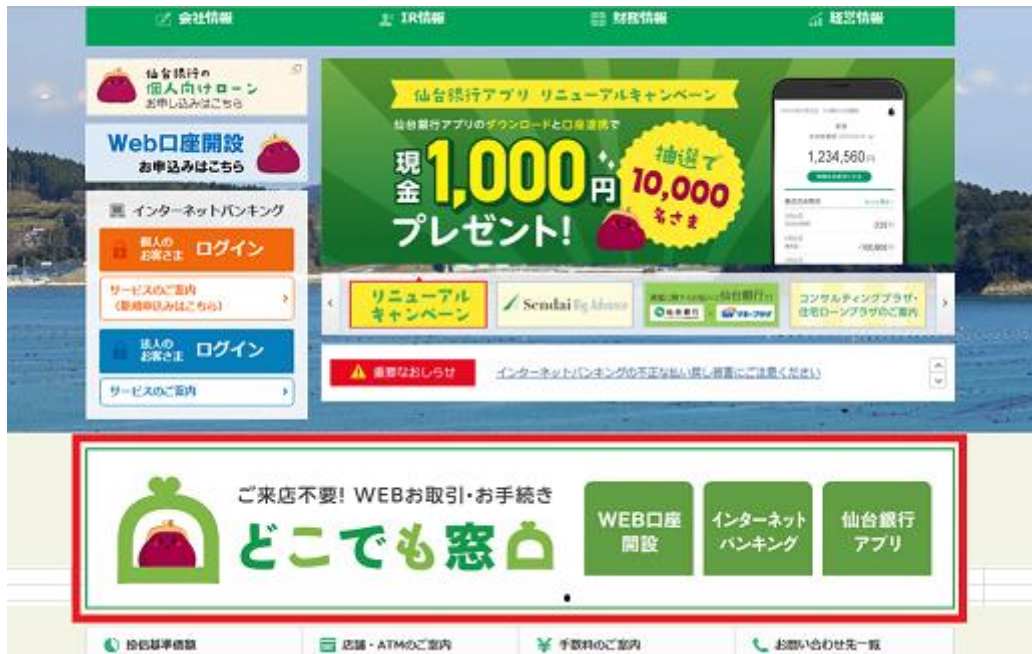 会社情報
IR情報
財務情報
経営情報
仙台銀行の
個人向けローン
お申し込みはこちら
Web口座開設
お申込みはこちら
インターネットバンキング
個人の
お客さま
ログイン
サービスのご案内
(新規申込みはこちら)
法人の
お客さま
ログイン
サービスのご案内
仙台銀行アプリ リニューアルキャンペーン
仙台銀行アプリのダウンロードと口座連携で
現金1,000円
プレゼント!
抽選で
10,000
名さま
1,234,560円
リニューアル
キャンペーン
Sendai Big Advance
仙台銀行
コンサルティングプラザ・
住宅ローンプラザのご案内
重要なおしらせ
インターネットバンキングの不正な払い戻し被害にご注意ください
ご来店不要! WEBお取引・お手続き
どこでも窓口
WEB口座
開設
インターネット
バンキング
仙台銀行
アプリ
投信基準価額
店舗・ATMのご案内
手数料のご案内
お問い合わせ先一覧